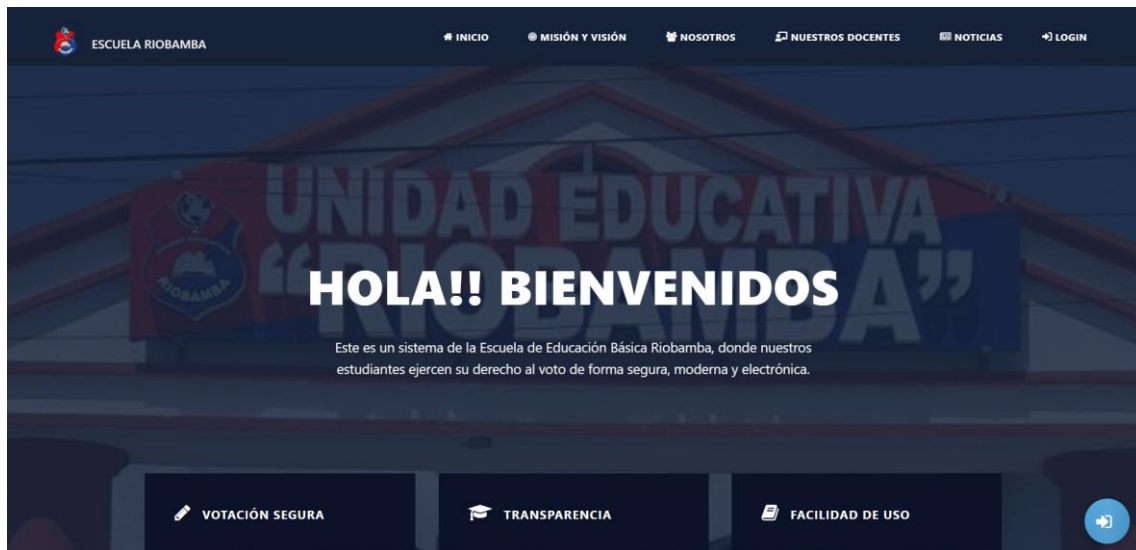 ESCUELA RIOBAMBA
INICIO
MISIÓN Y VISIÓN
NOSOTROS
NUESTROS DOCENTES
NOTICIAS
LOGIN
UNIDAD EDUCATIVA
“RIOBAMBA”
RIOBAMBA
HOLA!! BIENVENIDOS
Este es un sistema de la Escuela de Educación Básica Riobamba, donde nuestros
estudiantes ejercen su derecho al voto de forma segura, moderna y electrónica.
VOTACIÓN SEGURA
TRANSPARENCIA
FACILIDAD DE USO